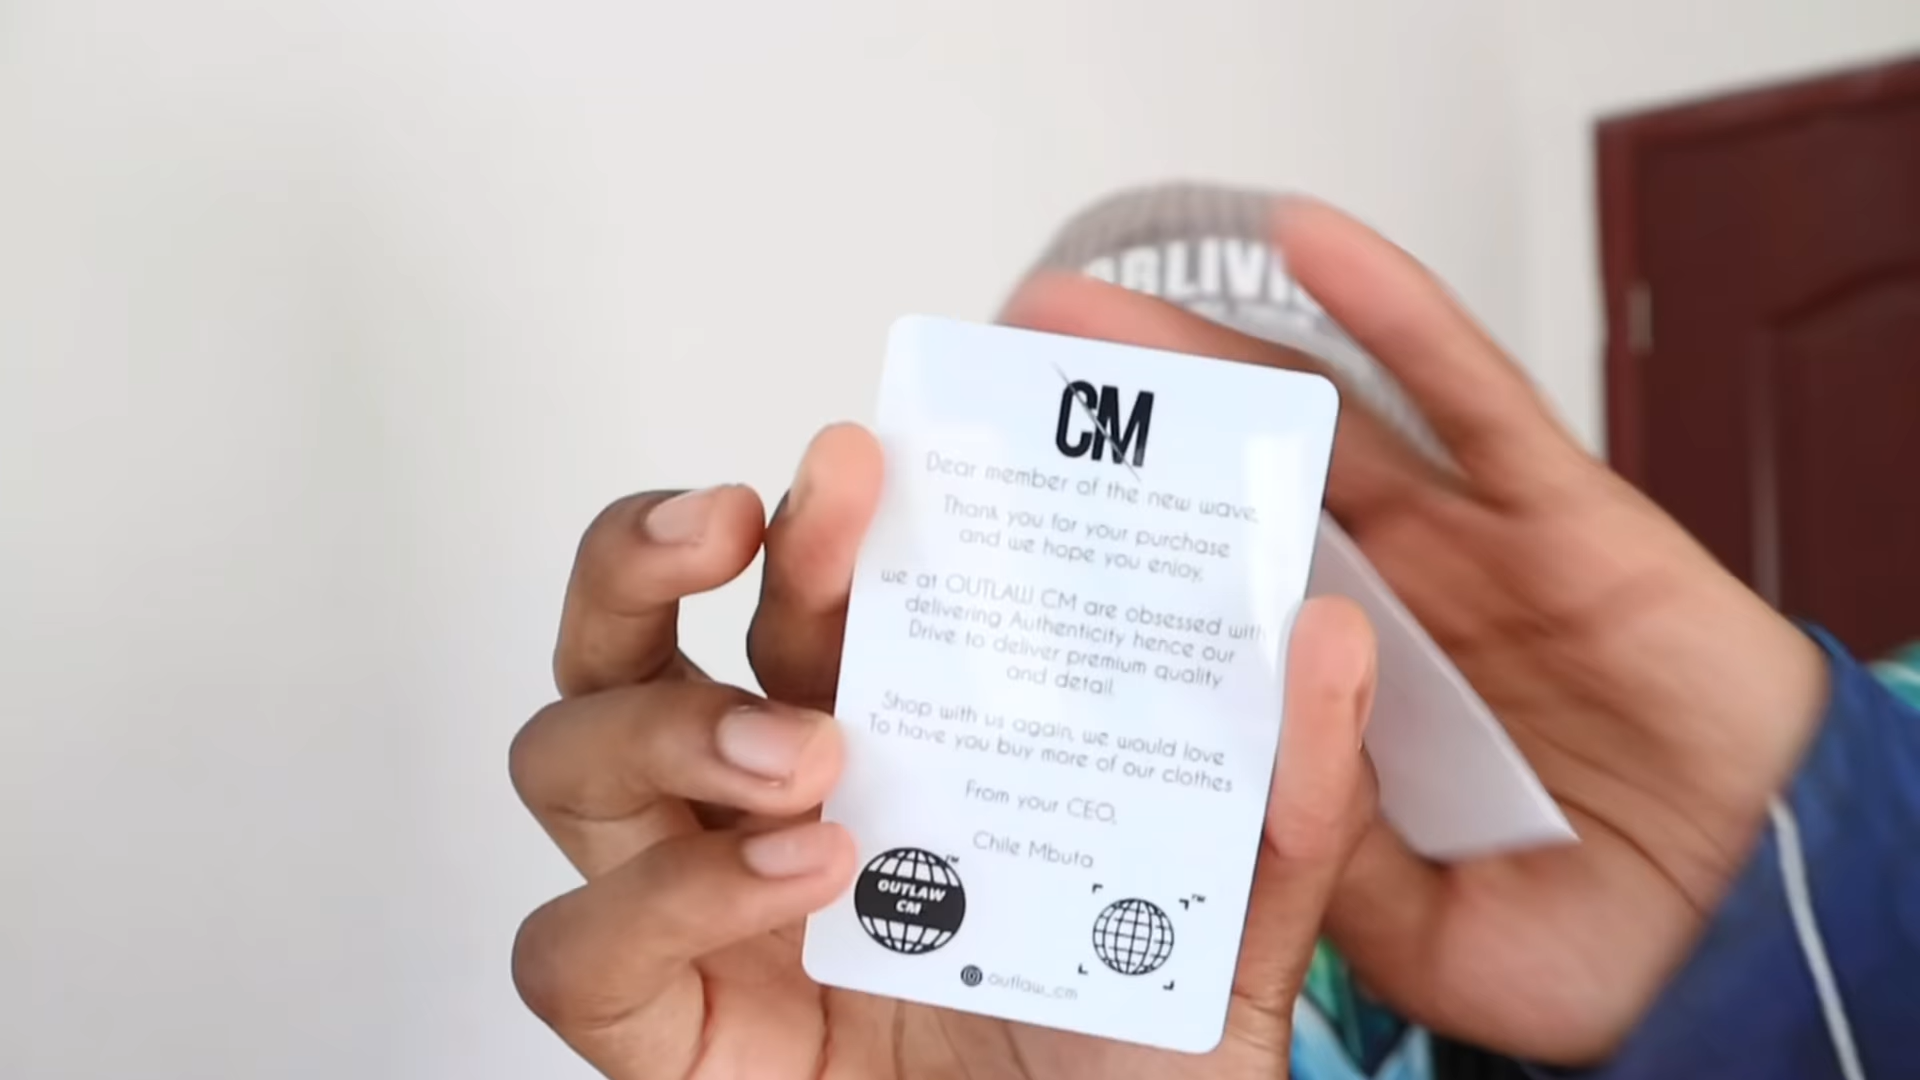 CM
Dear member of the new wave,
Thank you for your purchase
and we hope you enjoy,
we at OUTLAW CM are obsessed with
delivering Authenticity hence our
Drive to deliver premium quality
and detail.
Shop with us again, we would love
To have you buy more of our clothes
From your CEO,
Chile Mbuta
OUTLAW
CM
TM
TM
outlaw_cm